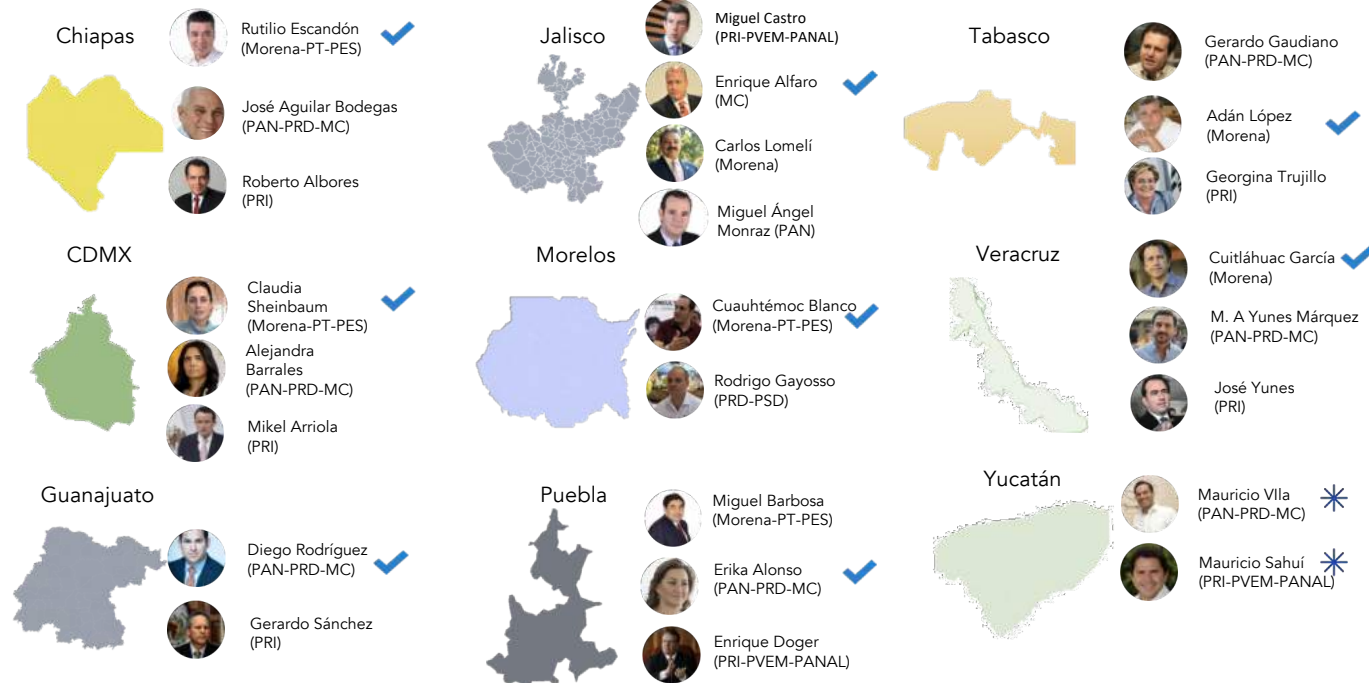 Chiapas
Rutilio Escandón
(Morena-PT-PES)
José Aguilar Bodegas
(PAN-PRD-MC)
Roberto Albores
(PRI)
Jalisco
Miguel Castro
(PRI-PVEM-PANAL)
Enrique Alfaro
(MC)
Carlos Lomelí
(Morena)
Miguel Ángel
Monraz (PAN)
Tabasco
Gerardo Gaudiano
(PAN-PRD-MC)
Adán López
(Morena)
Georgina Trujillo
(PRI)
CDMX
Claudia
Sheinbaum
(Morena-PT-PES)
Alejandra
Barrales
(PAN-PRD-MC)
Mikel Arriola
(PRI)
Morelos
Cuauhtémoc Blanco
(Morena-PT-PES)
Rodrigo Gayosso
(PRD-PSD)
Veracruz
Cuitláhuac García
(Morena)
M. A Yunes Márquez
(PAN-PRD-MC)
José Yunes
(PRI)
Guanajuato
Diego Rodríguez
(PAN-PRD-MC)
Gerardo Sánchez
(PRI)
Puebla
Miguel Barbosa
(Morena-PT-PES)
Erika Alonso
(PAN-PRD-MC)
Enrique Doger
(PRI-PVEM-PANAL)
Yucatán
Mauricio VIla
(PAN-PRD-MC)
Mauricio Sahuí
(PRI-PVEM-PANAL)